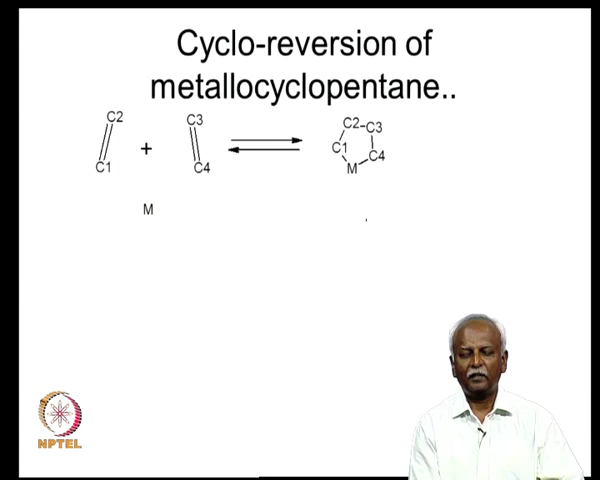 Cyclo-reversion of
metallocyclopentane..
C2 C3 C2-C3
+ C1 C4
C1 C4 M
M
NPTEL